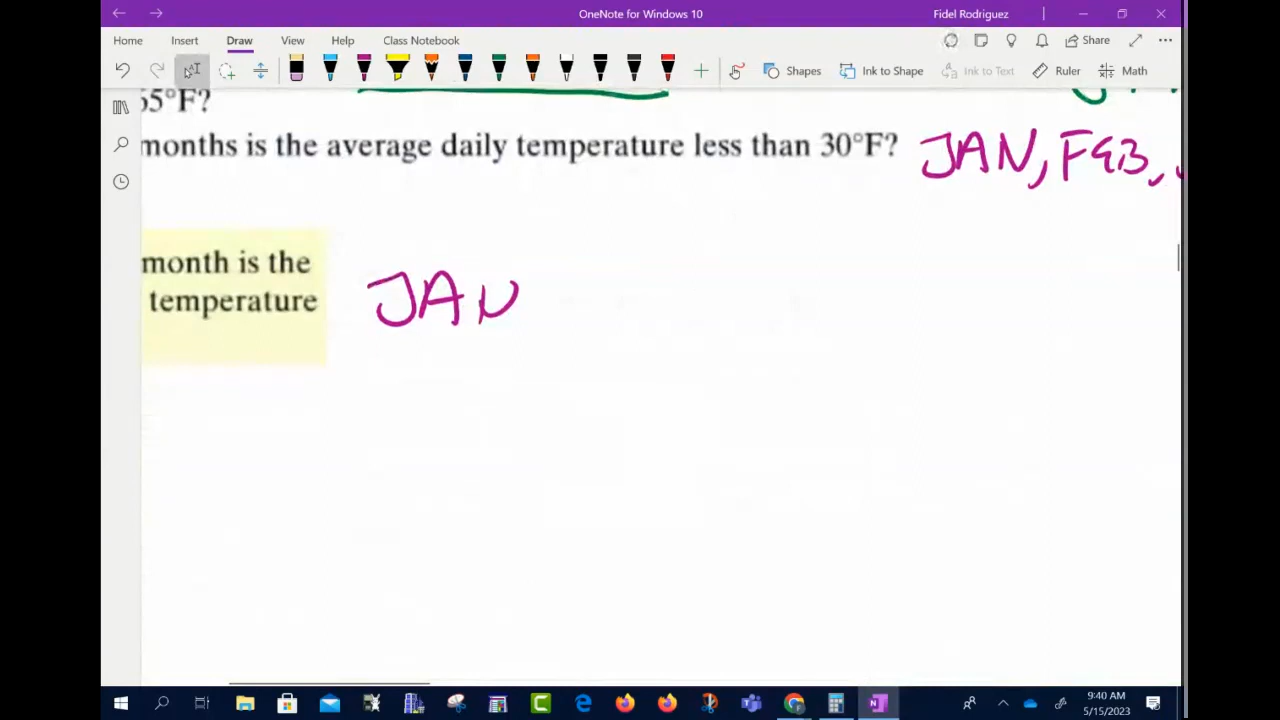 OneNote for Windows 10
Fidel Rodriguez
Home Insert Draw View Help Class Notebook
Share
Shapes Ink to Shape Ink to Text Ruler Math
55°F?
months is the average daily temperature less than 30°F? JAN, FEB,
month is the
temperature
JAN
9:40 AM
5/15/2023